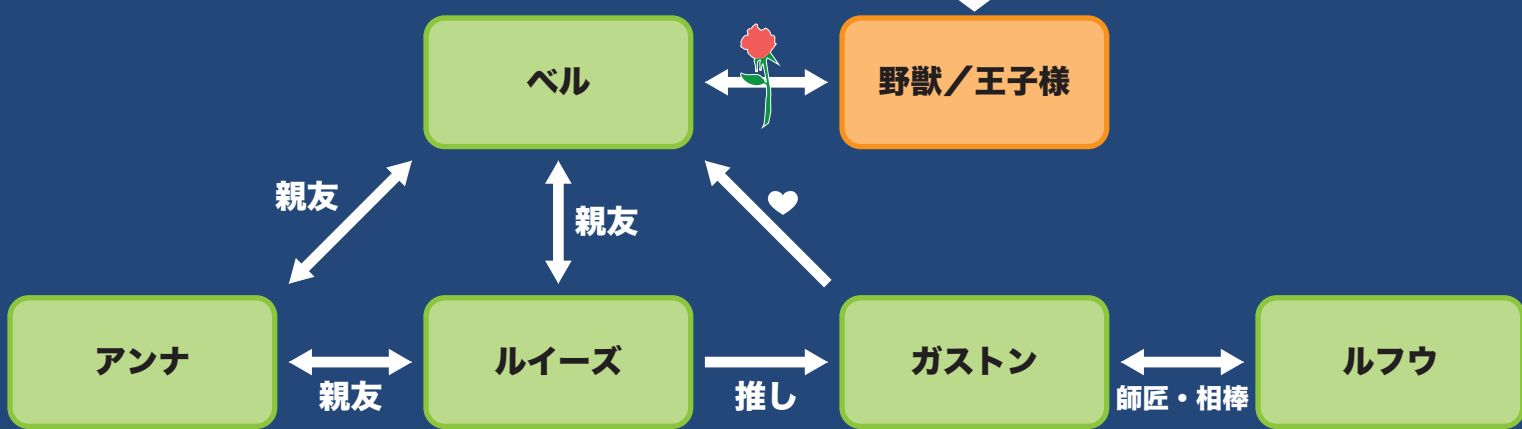 ベル
野獣／王子様
親友
親友
アンナ
ルイーズ
ガストン
ルフウ
親友
推し
師匠・相棒